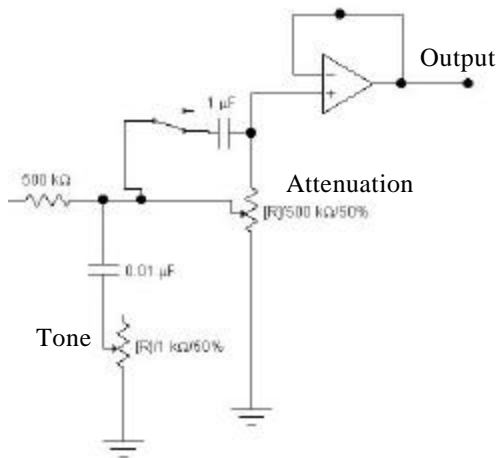 Output
-
+
1 µF
500 kΩ
Attenuation
[R]/500 kΩ/50%
0.01 µF
Tone
[R]/1 kΩ/50%